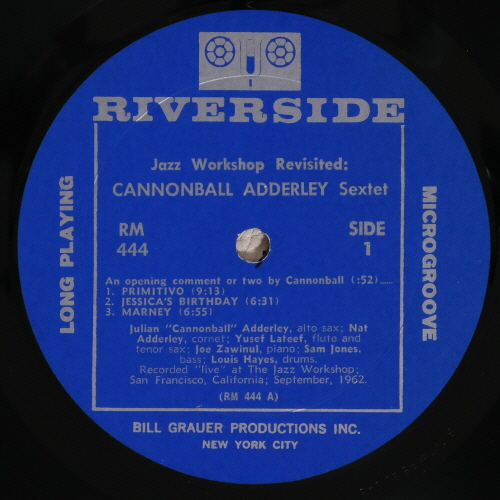 RIVERSIDE
Jazz Workshop Revisited:
CANNONBALL ADDERLEY Sextet
RM
444
SIDE
1
LONG PLAYING
MICROGROOVE
An opening comment or two by Cannonball (:52).....
1. PRIMITIVO (9:13)
2. JESSICA'S BIRTHDAY (6:31)
3. MARNEY (6:55)
Julian "Cannonball" Adderley, alto sax; Nat
Adderley, cornet; Yusef Lateef, flute and
tenor sax; Joe Zawinul, piano; Sam Jones,
bass; Louis Hayes, drums.
Recorded "live" at The Jazz Workshop;
San Francisco, California; September, 1962.
(RM 444 A)
BILL GRAUER PRODUCTIONS INC.
NEW YORK CITY